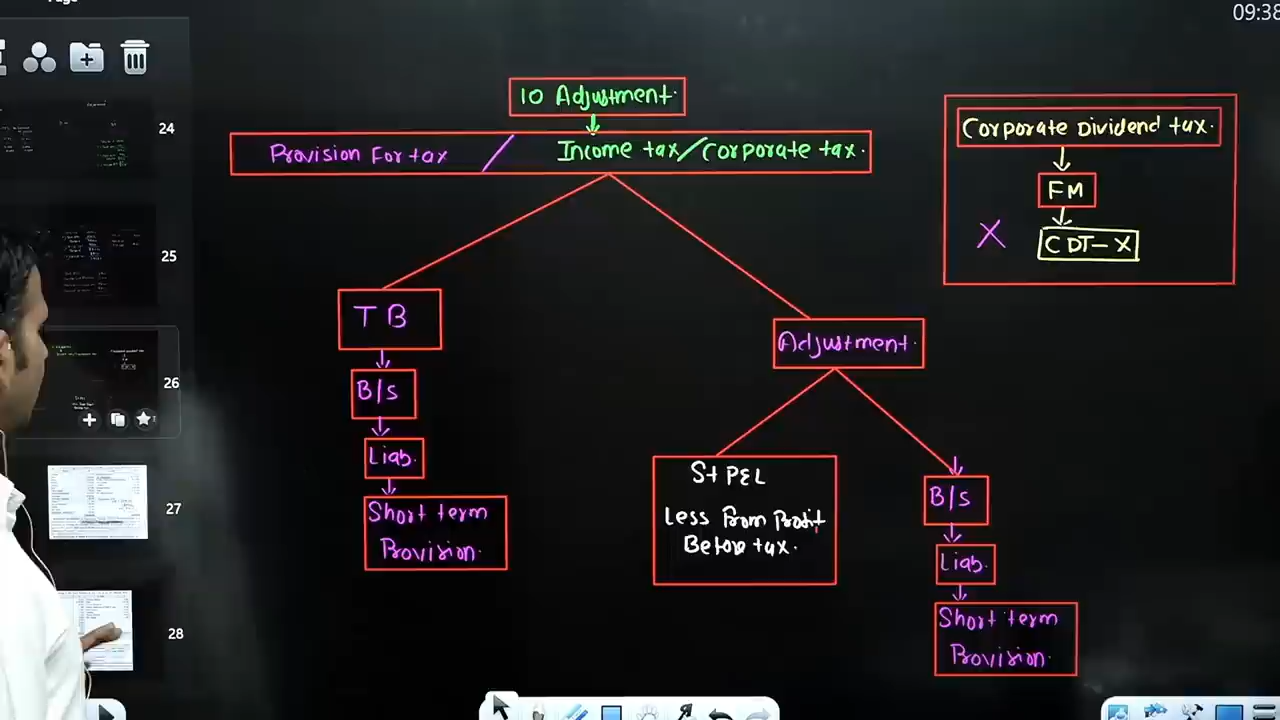 09:38
10 Adjustment.
Provision For tax / Income tax/Corporate tax.
Corporate Dividend tax.
FM
X
CDT-X
TB
B/s
Liab.
Short term
Provision.
Adjustment.
St P&L
Less From
Before tax.
B/s
Liab.
Short term
Provision.
24
25
26
27
28